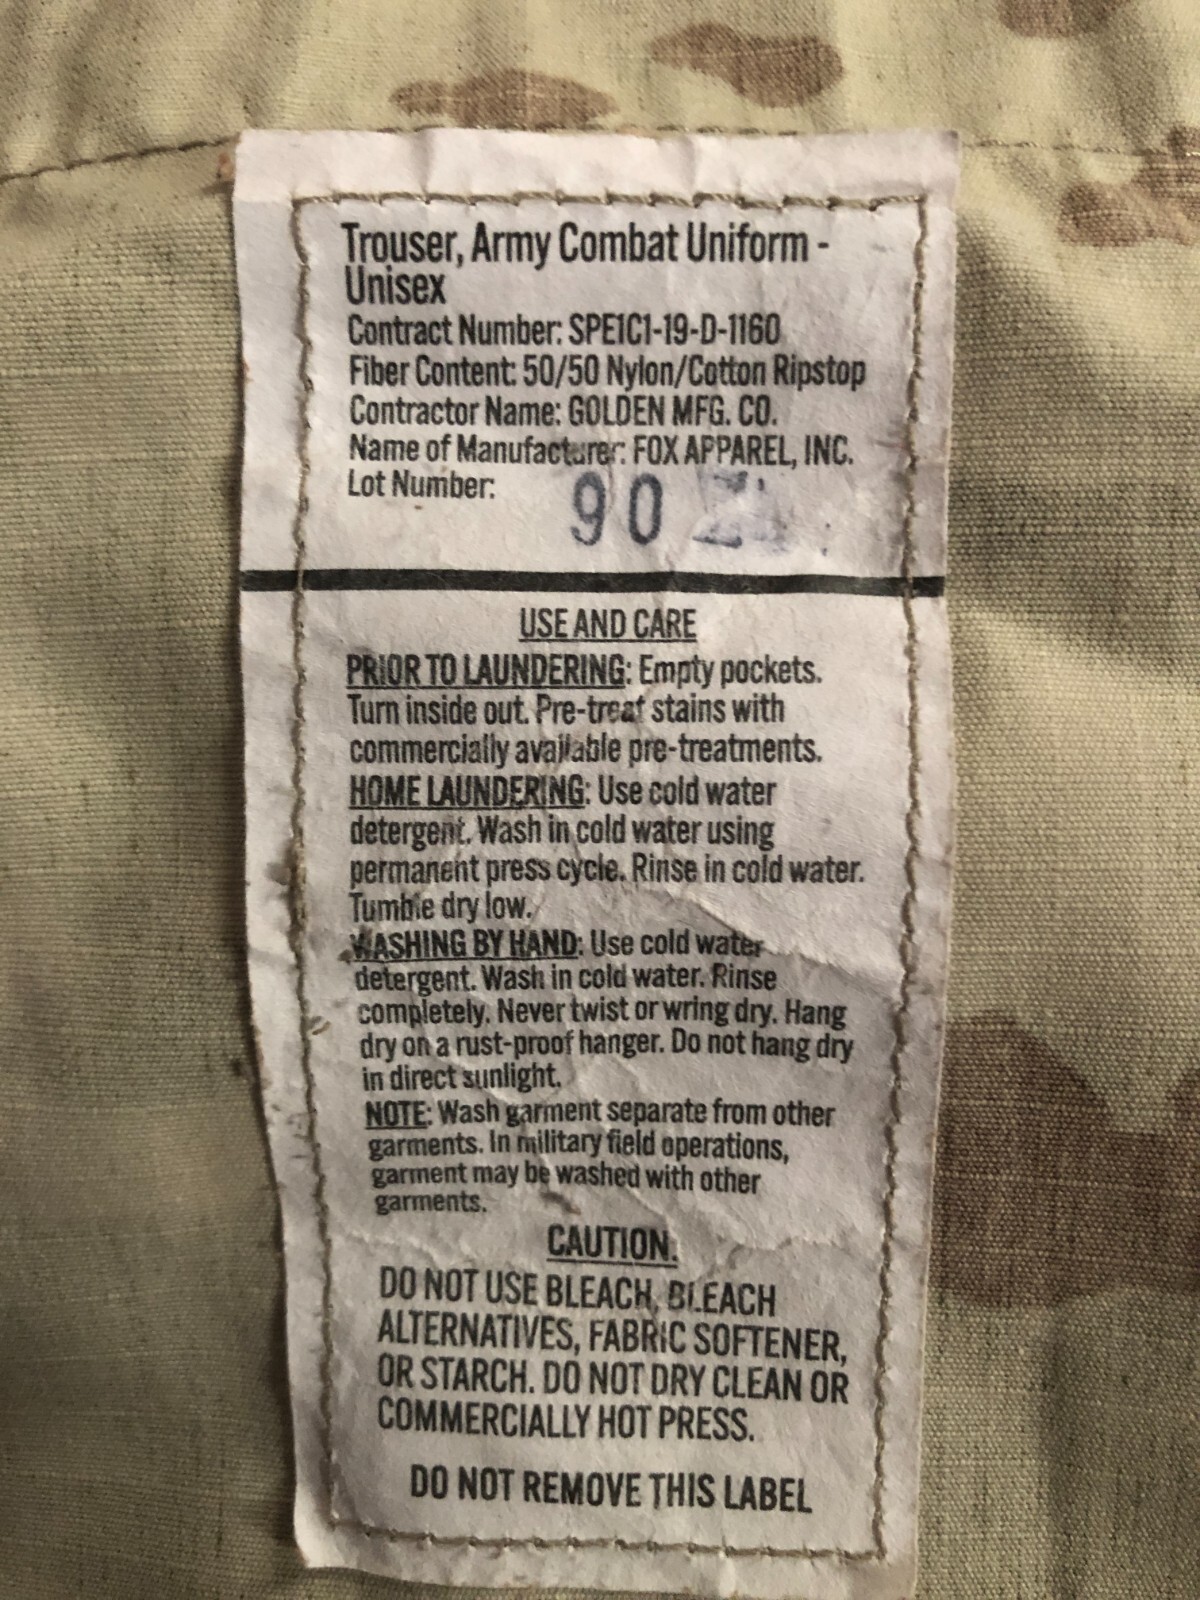 Trouser, Army Combat Uniform -
Unisex
Contract Number: SPE1C1-19-D-1160
Fiber Content: 50/50 Nylon/Cotton Ripstop
Contractor Name: GOLDEN MFG. CO.
Name of Manufacturer: FOX APPAREL, INC.
Lot Number: 90
USE AND CARE
PRIOR TO LAUNDERING: Empty pockets.
Turn inside out. Pre-treat stains with
commercially available pre-treatments.
HOME LAUNDERING: Use cold water
detergent. Wash in cold water using
permanent press cycle. Rinse in cold water.
Tumble dry low.
WASHING BY HAND: Use cold water
detergent. Wash in cold water. Rinse
completely. Never twist or wring dry. Hang
dry on a rust-proof hanger. Do not hang dry
in direct sunlight.
NOTE: Wash garment separate from other
garments. In military field operations,
garment may be washed with other
garments.
CAUTION:
DO NOT USE BLEACH, BLEACH
ALTERNATIVES, FABRIC SOFTENER,
OR STARCH. DO NOT DRY CLEAN OR
COMMERCIALLY HOT PRESS.
DO NOT REMOVE THIS LABEL